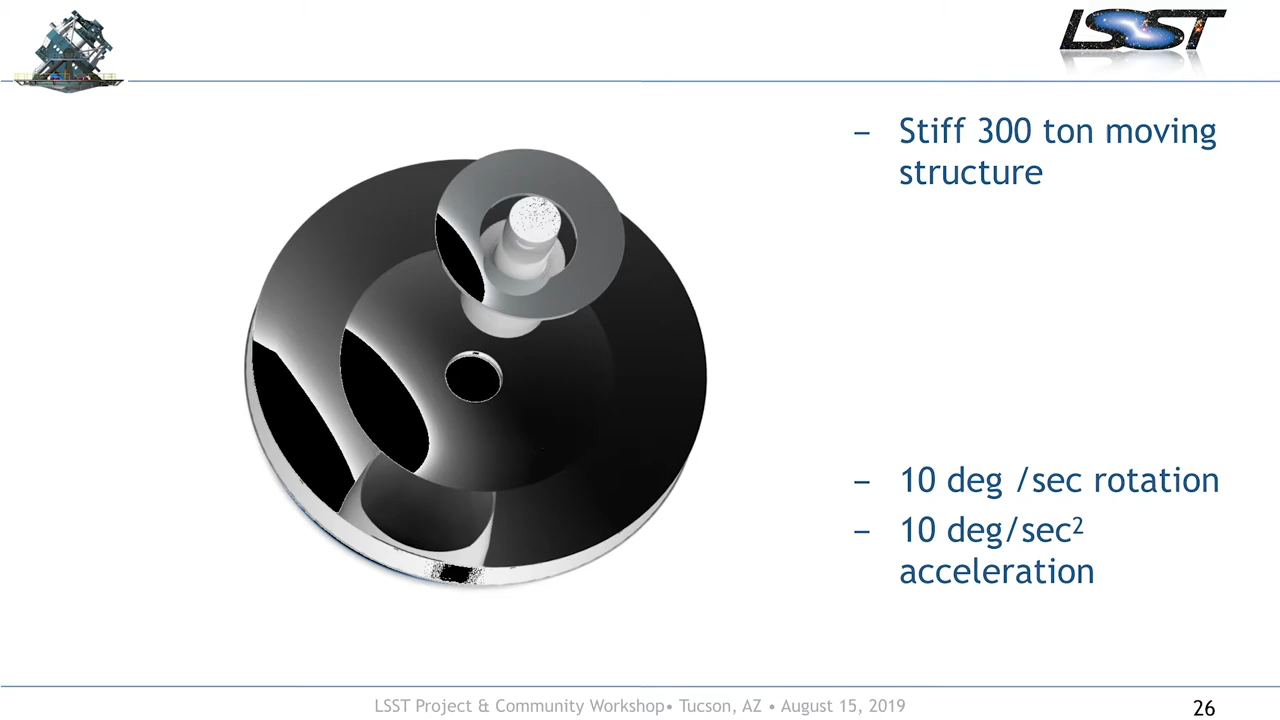 LSST
– Stiff 300 ton moving
structure
– 10 deg /sec rotation
– 10 deg/sec²
acceleration
LSST Project & Community Workshop• Tucson, AZ • August 15, 2019
26